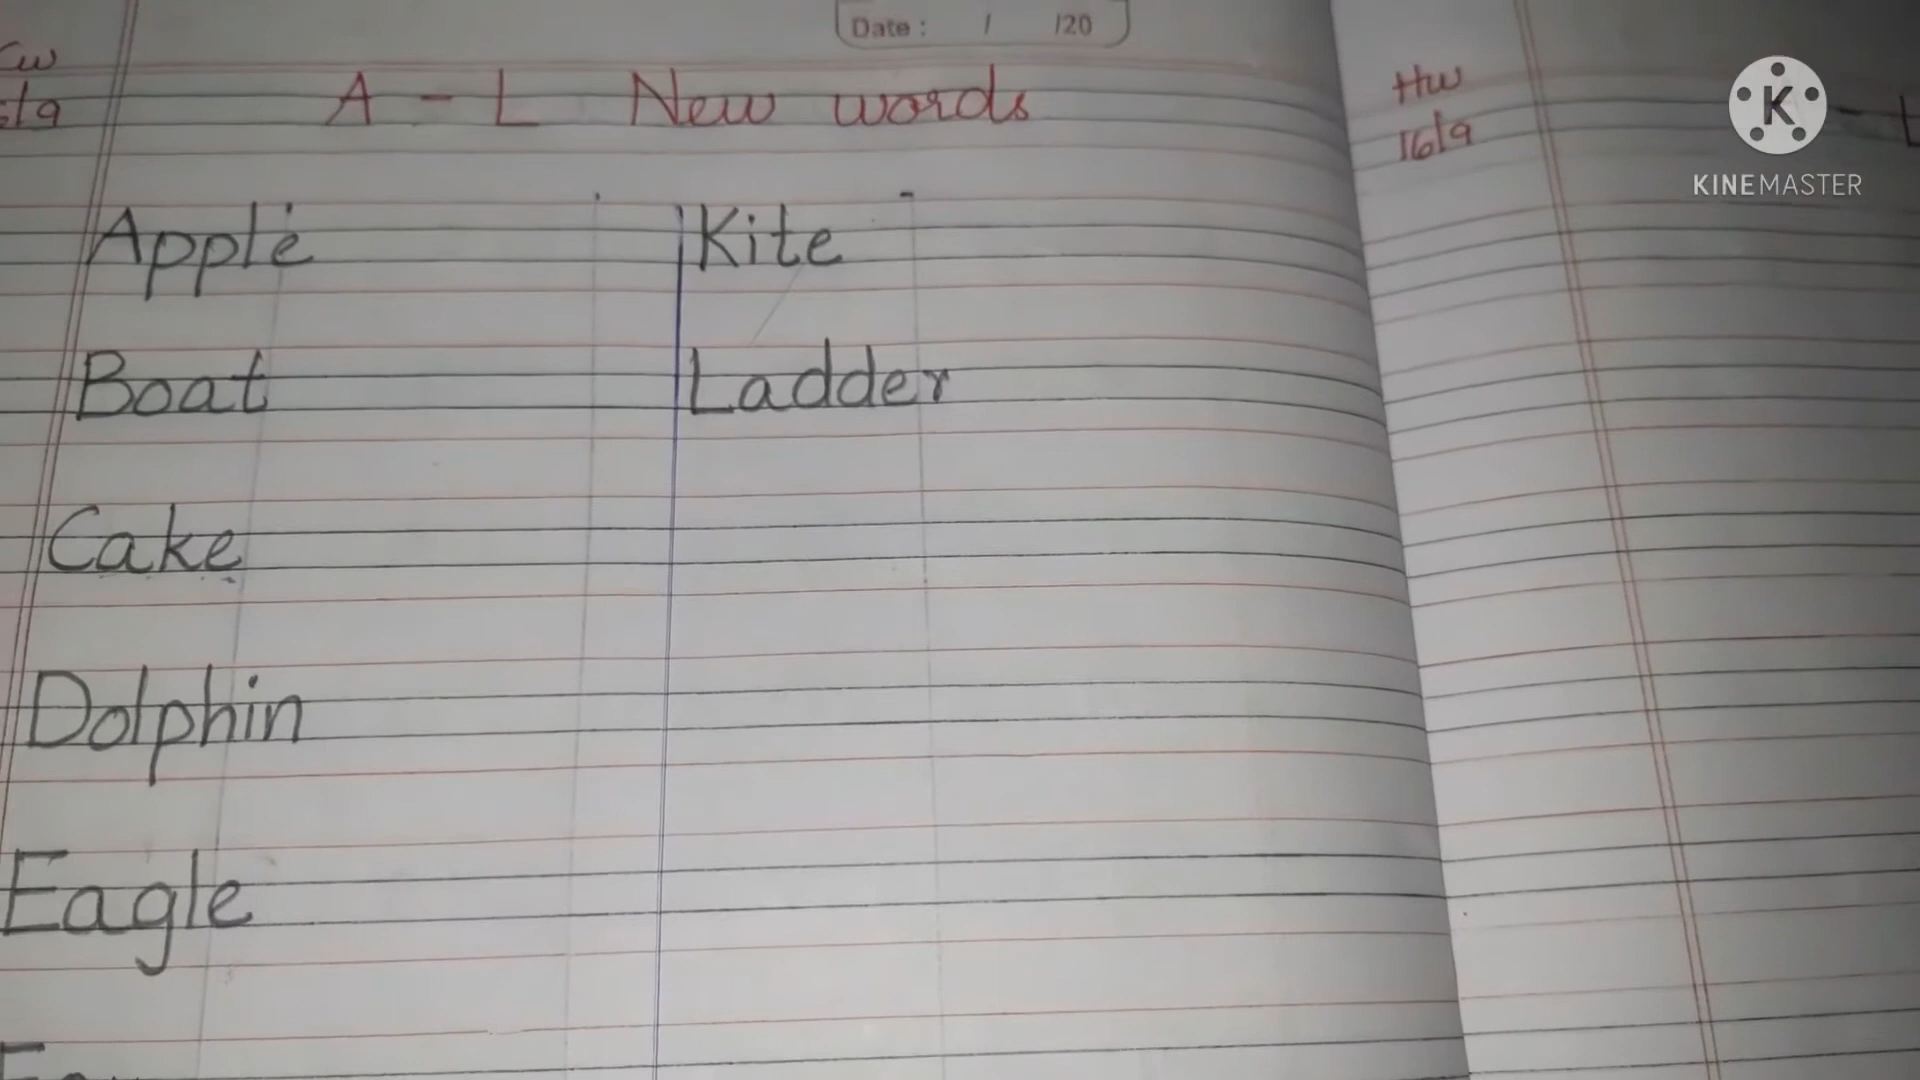 Date : / /20
Cw
A - L New words
Apple
Boat
Cake
Dolphin
Eagle
Kite
Ladder
Hw
16/9
KINEMASTER